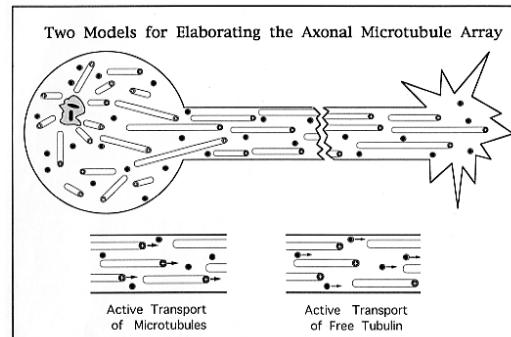 Two Models for Elaborating the Axonal Microtubule Array
Active Transport
of Microtubules
Active Transport
of Free Tubulin